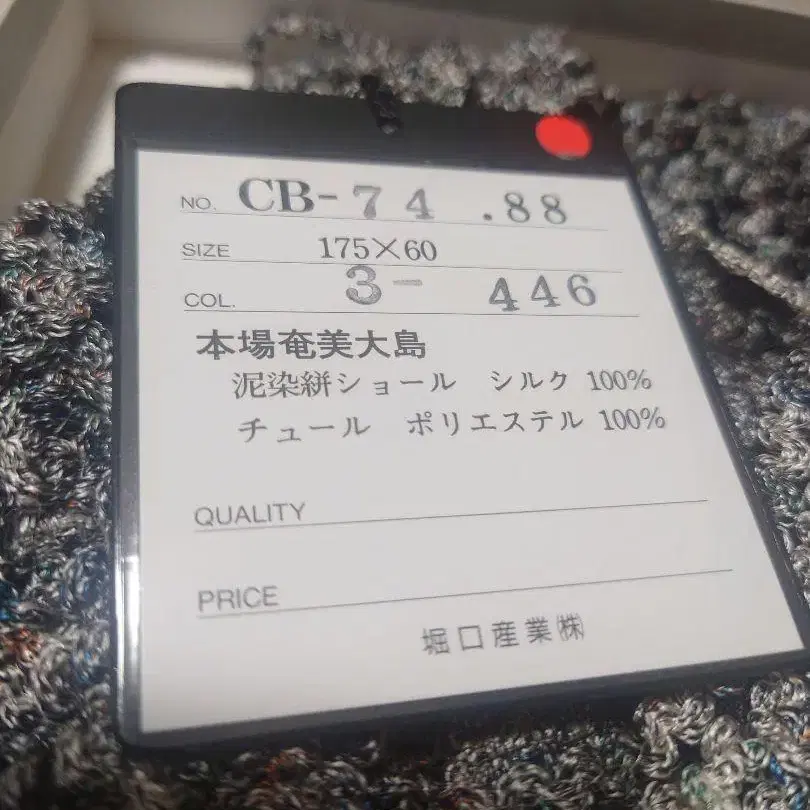 NO. CB-74 .88
SIZE 175×60
COL. 3- 446
本場奄美大島
泥染絣ショール シルク 100%
チュール ポリエステル 100%
QUALITY
PRICE
堀口産業㈱